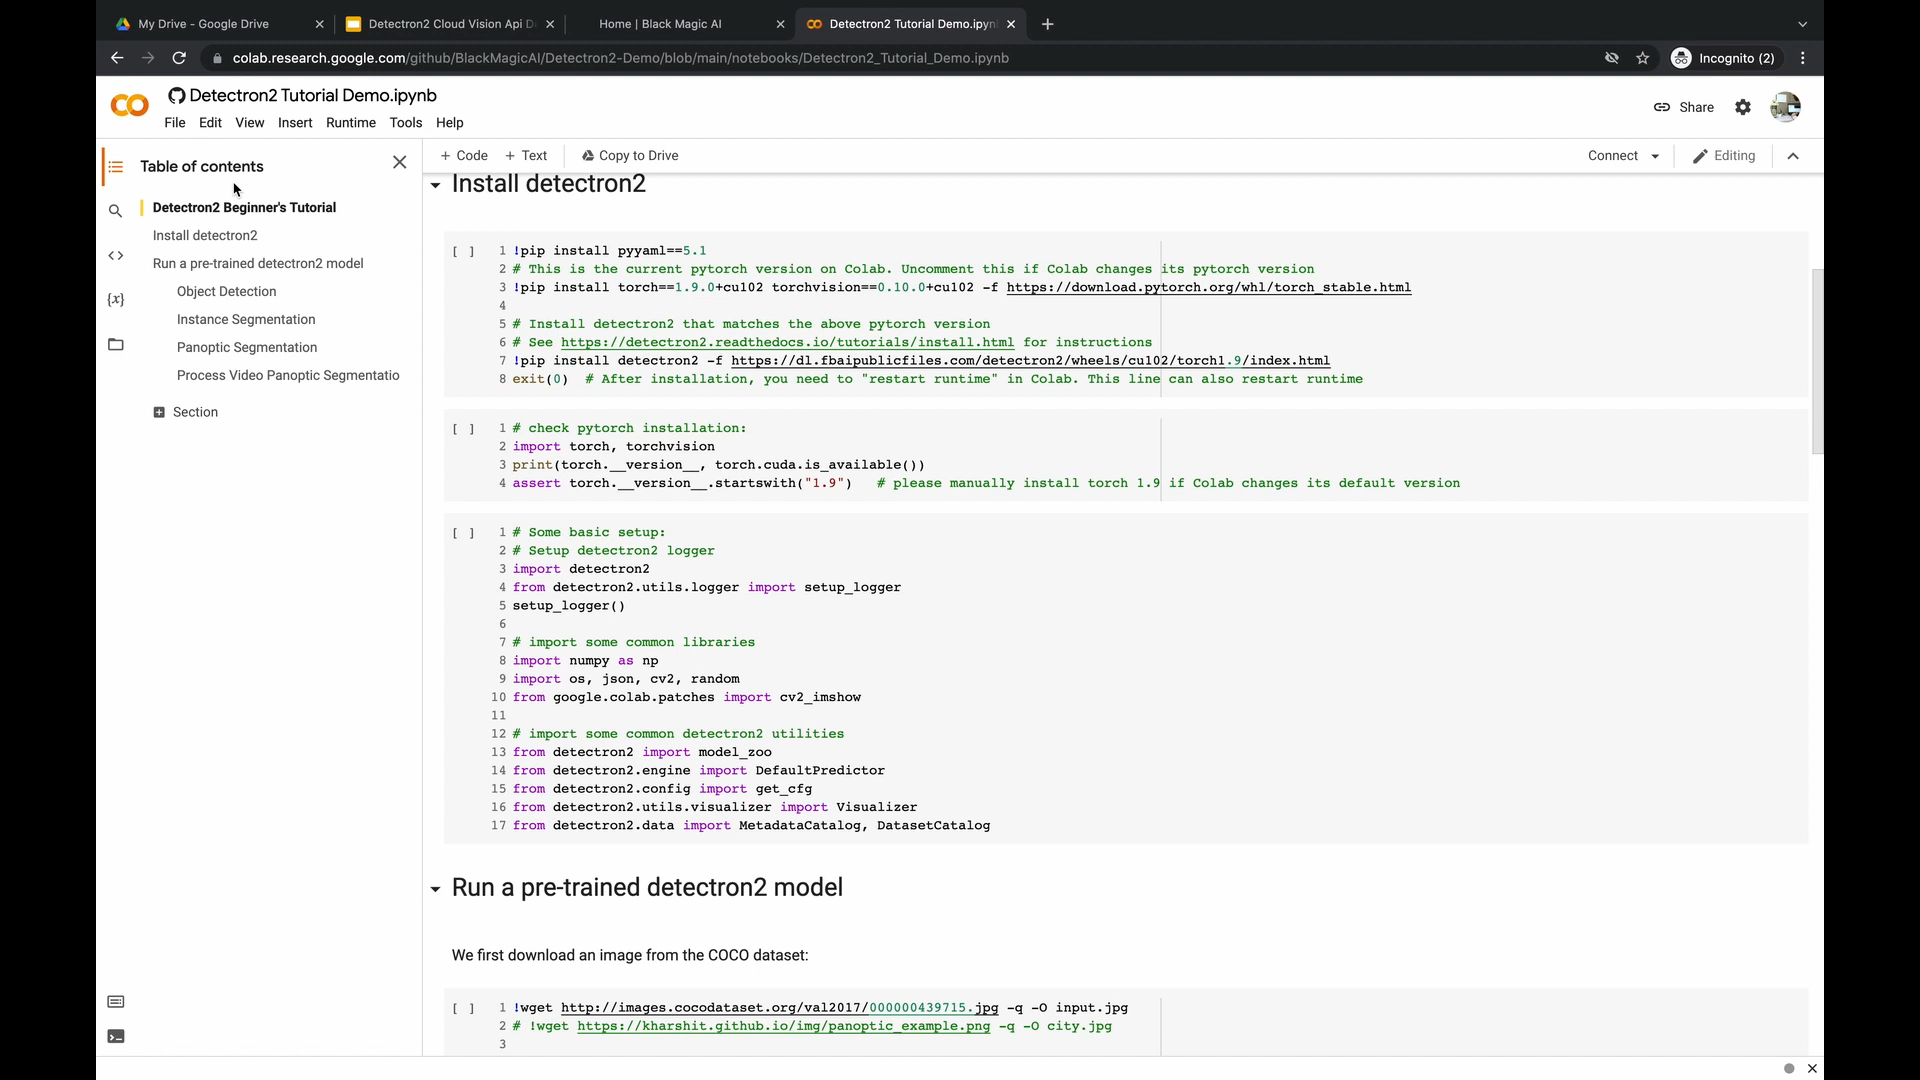 My Drive - Google Drive
Detectron2 Cloud Vision Api D
Home | Black Magic AI
Detectron2 Tutorial Demo.ipyn
colab.research.google.com/github/BlackMagicAI/Detectron2-Demo/blob/main/notebooks/Detectron2_Tutorial_Demo.ipynb
Incognito (2)
Detectron2 Tutorial Demo.ipynb
File Edit View Insert Runtime Tools Help
Share
Table of contents
+ Code + Text Copy to Drive
Connect
Editing
Detectron2 Beginner's Tutorial
Install detectron2
Run a pre-trained detectron2 model
Object Detection
Instance Segmentation
Panoptic Segmentation
Process Video Panoptic Segmentatio
Section
{x}
Install detectron2
[ ] 1 !pip install pyyaml==5.1
2 # This is the current pytorch version on Colab. Uncomment this if Colab changes its pytorch version
3 !pip install torch==1.9.0+cu102 torchvision==0.10.0+cu102 -f https://download.pytorch.org/whl/torch_stable.html
4
5 # Install detectron2 that matches the above pytorch version
6 # See https://detectron2.readthedocs.io/tutorials/install.html for instructions
7 !pip install detectron2 -f https://dl.fbaipublicfiles.com/detectron2/wheels/cu102/torch1.9/index.html
8 exit(0)  # After installation, you need to "restart runtime" in Colab. This line can also restart runtime
[ ] 1 # check pytorch installation:
2 import torch, torchvision
3 print(torch.__version__, torch.cuda.is_available())
4 assert torch.__version__.startswith("1.9")   # please manually install torch 1.9 if Colab changes its default version
[ ] 1 # Some basic setup:
2 # Setup detectron2 logger
3 import detectron2
4 from detectron2.utils.logger import setup_logger
5 setup_logger()
6
7 # import some common libraries
8 import numpy as np
9 import os, json, cv2, random
10 from google.colab.patches import cv2_imshow
11
12 # import some common detectron2 utilities
13 from detectron2 import model_zoo
14 from detectron2.engine import DefaultPredictor
15 from detectron2.config import get_cfg
16 from detectron2.utils.visualizer import Visualizer
17 from detectron2.data import MetadataCatalog, DatasetCatalog
Run a pre-trained detectron2 model
We first download an image from the COCO dataset:
[ ] 1 !wget http://images.cocodataset.org/val2017/000000439715.jpg -q -O input.jpg
2 # !wget https://kharshit.github.io/img/panoptic_example.png -q -O city.jpg
3